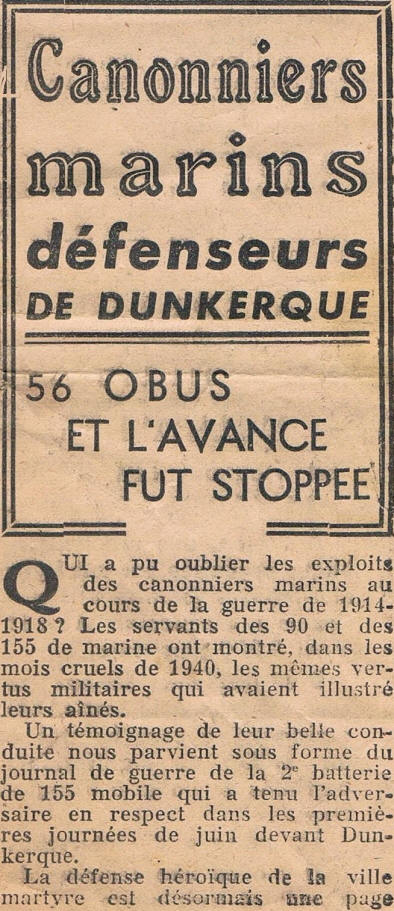 Canonniers
marins
défenseurs
DE DUNKERQUE
56 OBUS
ET L'AVANCE
FUT STOPPEE
QUI a pu oublier les exploits
des canonniers marins au
cours de la guerre de 1914-
1918 ? Les servants des 90 et des
155 de marine ont montré, dans les
mois cruels de 1940, les mêmes ver-
tus militaires qui avaient illustré
leurs aînés.
Un témoignage de leur belle con-
duite nous parvient sous forme du
journal de guerre de la 2e batterie
de 155 mobile qui a tenu l'adver-
saire en respect dans les premiè-
res journées de juin devant Dun-
kerque.
La défense héroïque de la ville
martyre est désormais une page